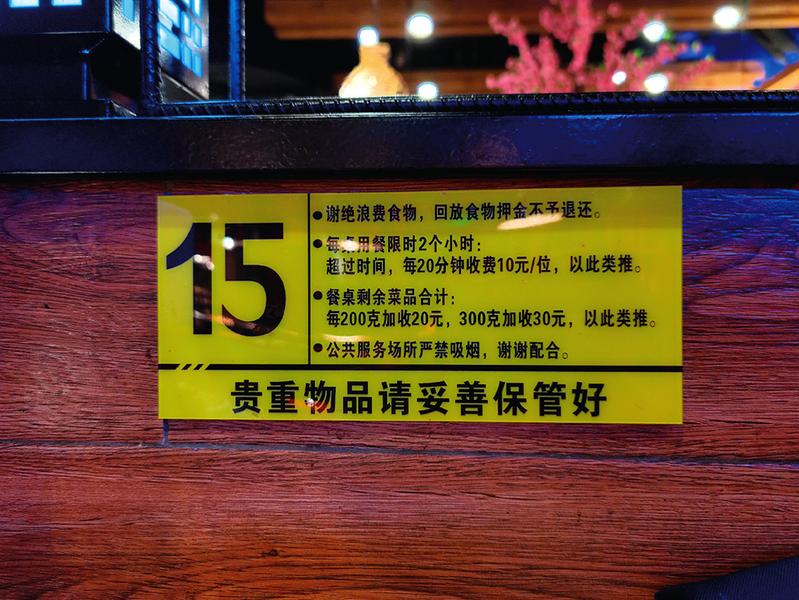 15
●谢绝浪费食物，回放食物押金不予退还。
●每桌用餐限时2个小时：
超过时间，每20分钟收费10元/位，以此类推。
●餐桌剩余菜品合计：
每200克加收20元，300克加收30元，以此类推。
●公共服务场所严禁吸烟，谢谢配合。
贵重物品请妥善保管好